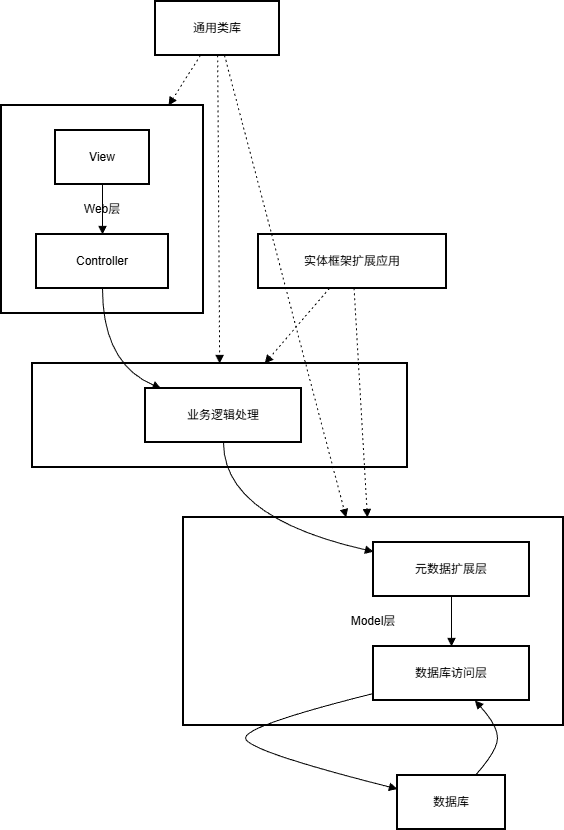 通用类库
View
Web层
Controller
实体框架扩展应用
业务逻辑处理
元数据扩展层
Model层
数据库访问层
数据库